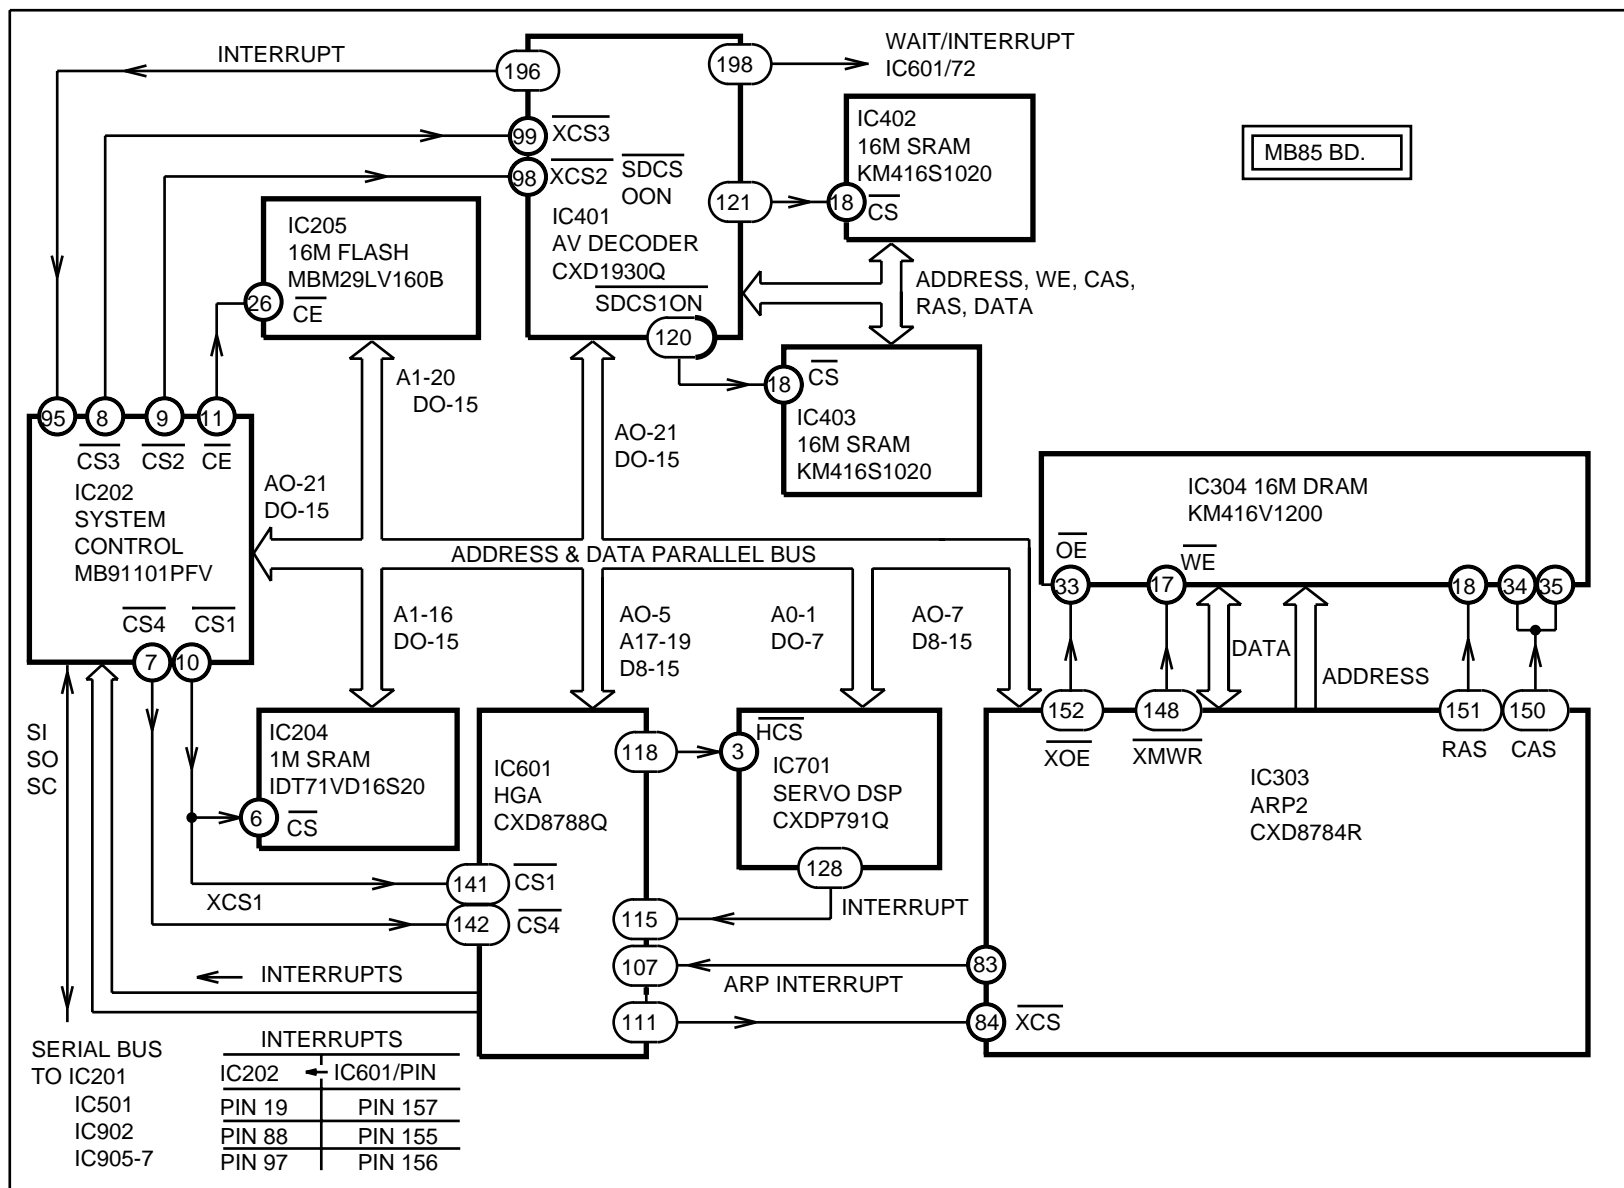 INTERRUPT
196
198
WAIT/INTERRUPT
IC601/72
99
XCS3
98
XCS2
SDCS
OON
121
IC401
AV DECODER
CXD1930Q
SDCS1ON
120
IC402
16M SRAM
KM416S1020
18
CS
MB85 BD.
IC205
16M FLASH
MBM29LV160B
26
CE
ADDRESS, WE, CAS,
RAS, DATA
18
CS
IC403
16M SRAM
KM416S1020
A1-20
DO-15
AO-21
DO-15
95
8
9
11
CS3
CS2
CE
IC202
SYSTEM
CONTROL
MB91101PFV
CS4
CS1
7
10
AO-21
DO-15
ADDRESS & DATA PARALLEL BUS
IC304 16M DRAM
KM416V1200
OE
WE
33
17
18
34
35
A1-16
DO-15
AO-5
A17-19
D8-15
A0-1
DO-7
AO-7
D8-15
DATA
ADDRESS
SI
SO
SC
IC204
1M SRAM
IDT71VD16S20
6
CS
IC601
HGA
CXD8788Q
118
141
CS1
142
CS4
115
107
111
XCS1
3
HCS
IC701
SERVO DSP
CXDP791Q
128
INTERRUPT
152
148
151
150
XOE
XMWR
RAS
CAS
IC303
ARP2
CXD8784R
83
ARP INTERRUPT
84
XCS
INTERRUPTS
SERIAL BUS
TO IC201
IC501
IC902
IC905-7
INTERRUPTS
IC202 IC601/PIN
PIN 19 PIN 157
PIN 88 PIN 155
PIN 97 PIN 156